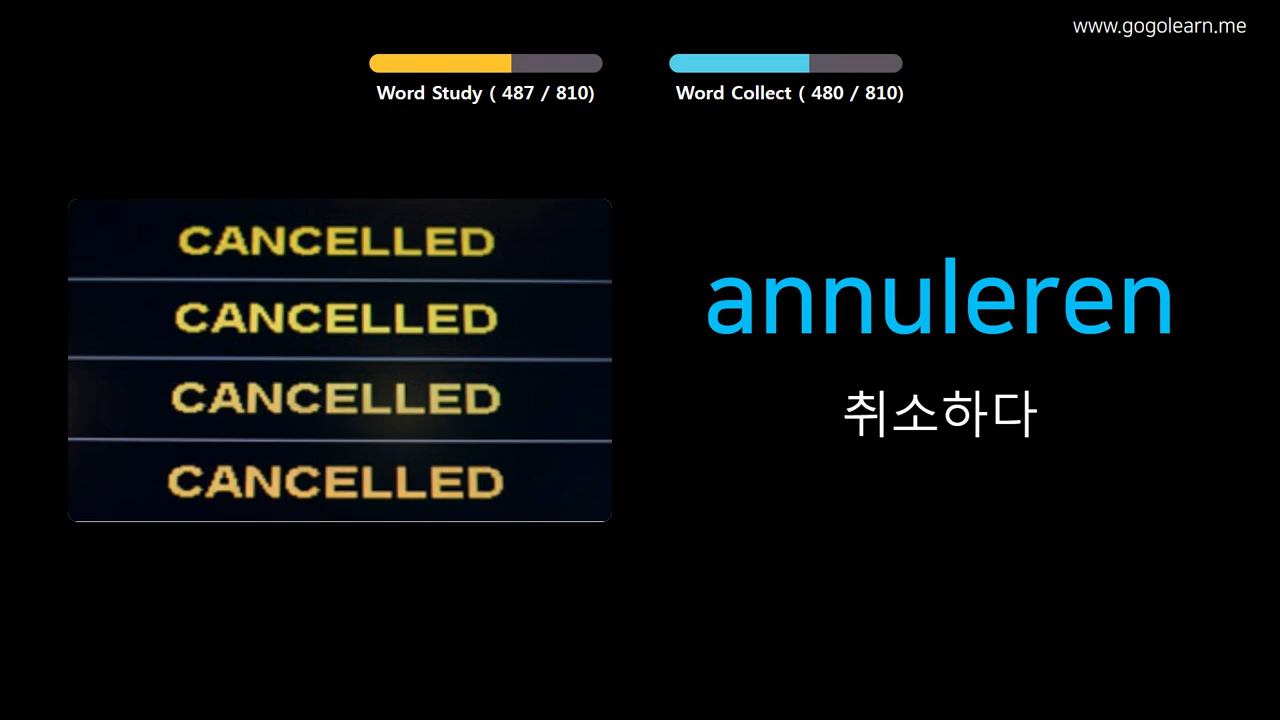 www.gogolearn.me
Word Study ( 487 / 810)
Word Collect ( 480 / 810)
CANCELLED
CANCELLED
CANCELLED
CANCELLED
annuleren
취소하다